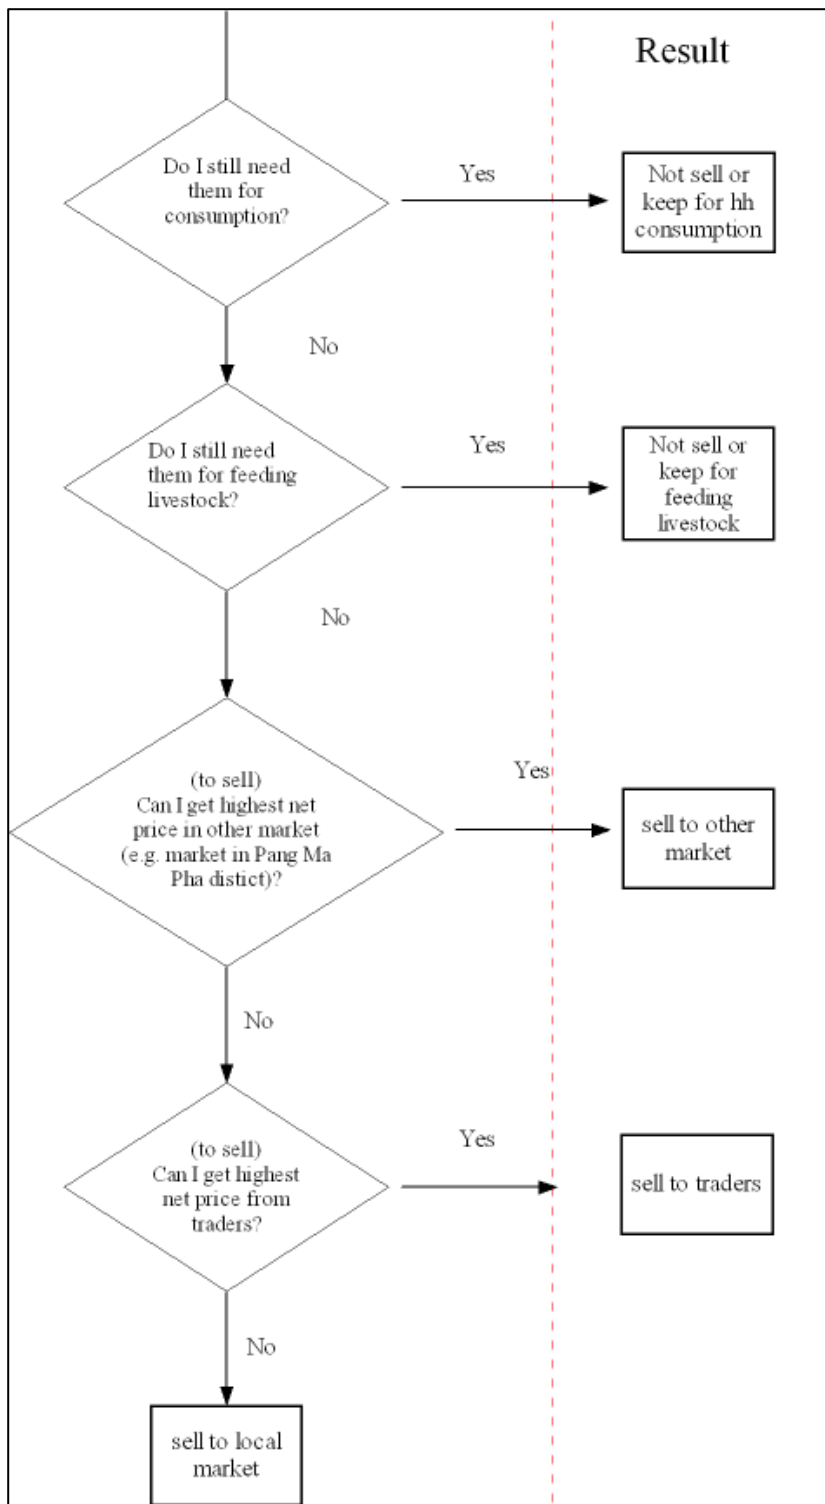 Result
Do I still need
them for
consumption?
Yes
Not sell or
keep for hh
consumption
No
Do I still need
them for feeding
livestock?
Yes
Not sell or
keep for
feeding
livestock
No
(to sell)
Can I get highest net
price in other market
(e.g. market in Pang Ma
Pha distict)?
Yes
sell to other
market
No
(to sell)
Can I get highest
net price from
traders?
Yes
sell to traders
No
sell to local
market